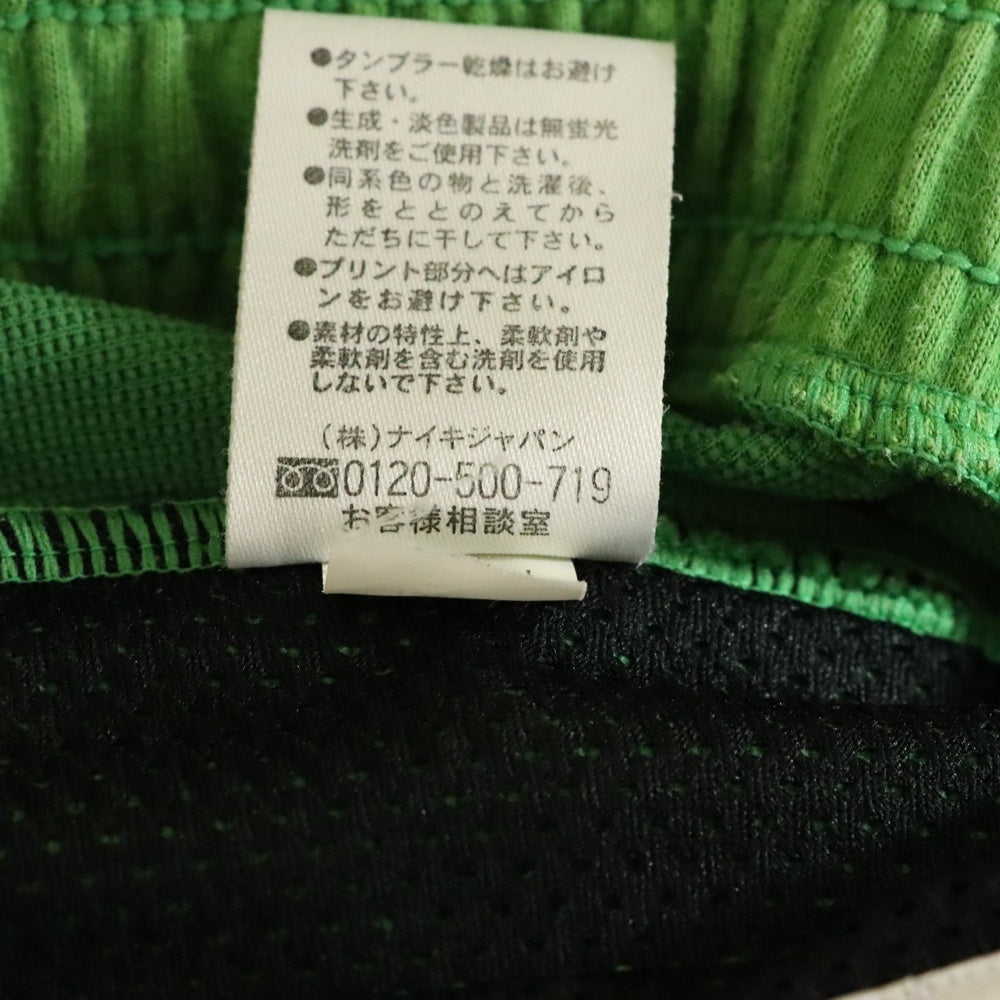 ●タンブラー乾燥はお避け
下さい。
●生成・淡色製品は無蛍光
洗剤をご使用下さい。
●同系色の物と洗濯後、
形をととのえてから
ただちに干して下さい。
●プリント部分へはアイロ
ンをお避け下さい。
●素材の特性上、柔軟剤や
柔軟剤を含む洗剤を使用
しないで下さい。
(株)ナイキジャパン
0120-500-719
お客様相談室